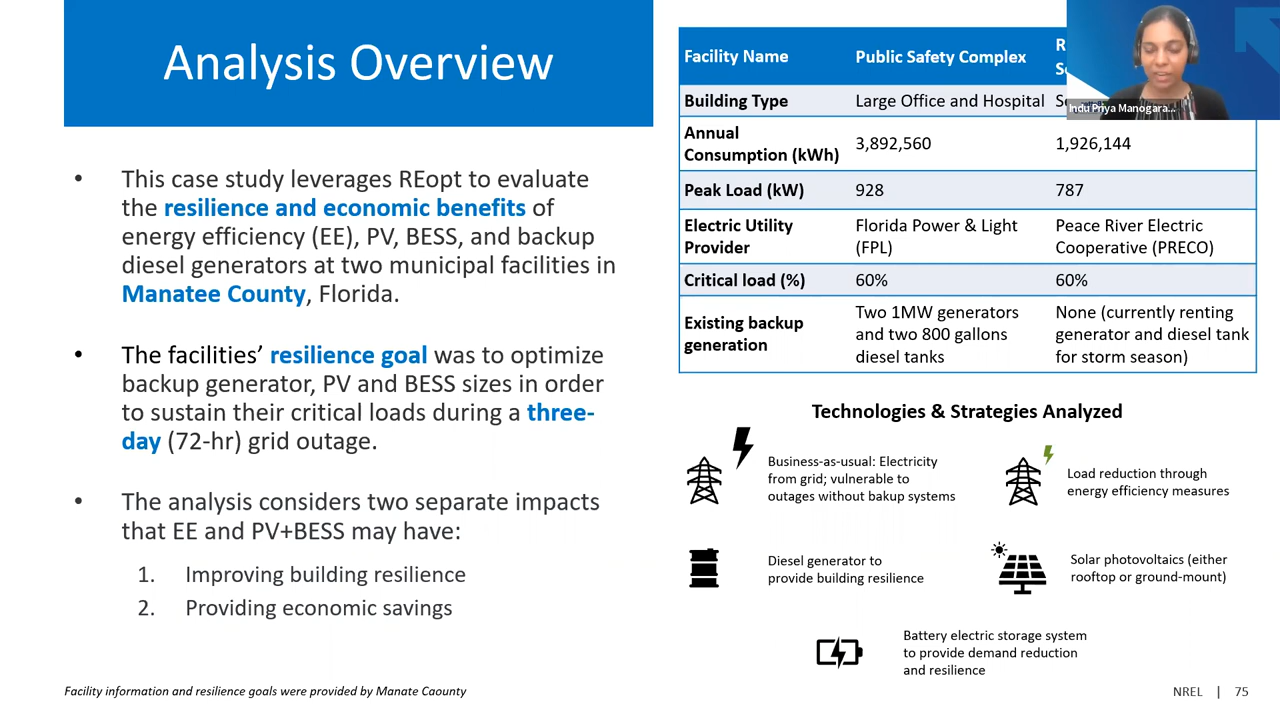 Analysis Overview
• This case study leverages REopt to evaluate
the resilience and economic benefits of
energy efficiency (EE), PV, BESS, and backup
diesel generators at two municipal facilities in
Manatee County, Florida.
• The facilities’ resilience goal was to optimize
backup generator, PV and BESS sizes in order
to sustain their critical loads during a three-
day (72-hr) grid outage.
• The analysis considers two separate impacts
that EE and PV+BESS may have:
1. Improving building resilience
2. Providing economic savings
Facility information and resilience goals were provided by Manate Caounty
Facility Name Public Safety Complex
Building Type Large Office and Hospital
Indu Priya Manogara...
Annual
Consumption (kWh) 3,892,560 1,926,144
Peak Load (kW) 928 787
Electric Utility Florida Power & Light Peace River Electric
Provider (FPL) Cooperative (PRECO)
Critical load (%) 60% 60%
Existing backup Two 1MW generators None (currently renting
generation and two 800 gallons generator and diesel tank
diesel tanks for storm season)
Technologies & Strategies Analyzed
Business-as-usual: Electricity
from grid; vulnerable to
outages without bakup systems
Load reduction through
energy efficiency measures
Diesel generator to
provide building resilience
Solar photovoltaics (either
rooftop or ground-mount)
Battery electric storage system
to provide demand reduction
and resilience
NREL | 75